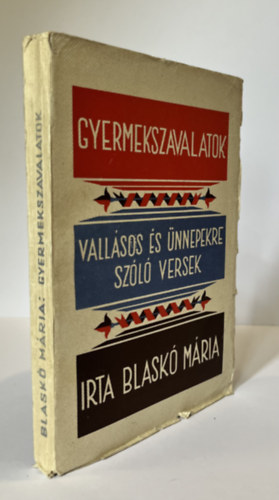 BLASKÓ MÁRIA: GYERMEKSZAVALATOK
GYERMEKSZAVALATOK
VALLÁSOS ÉS ÜNNEPEKRE
SZÓLÓ VERSEK
IRTA BLASKÓ MÁRIA